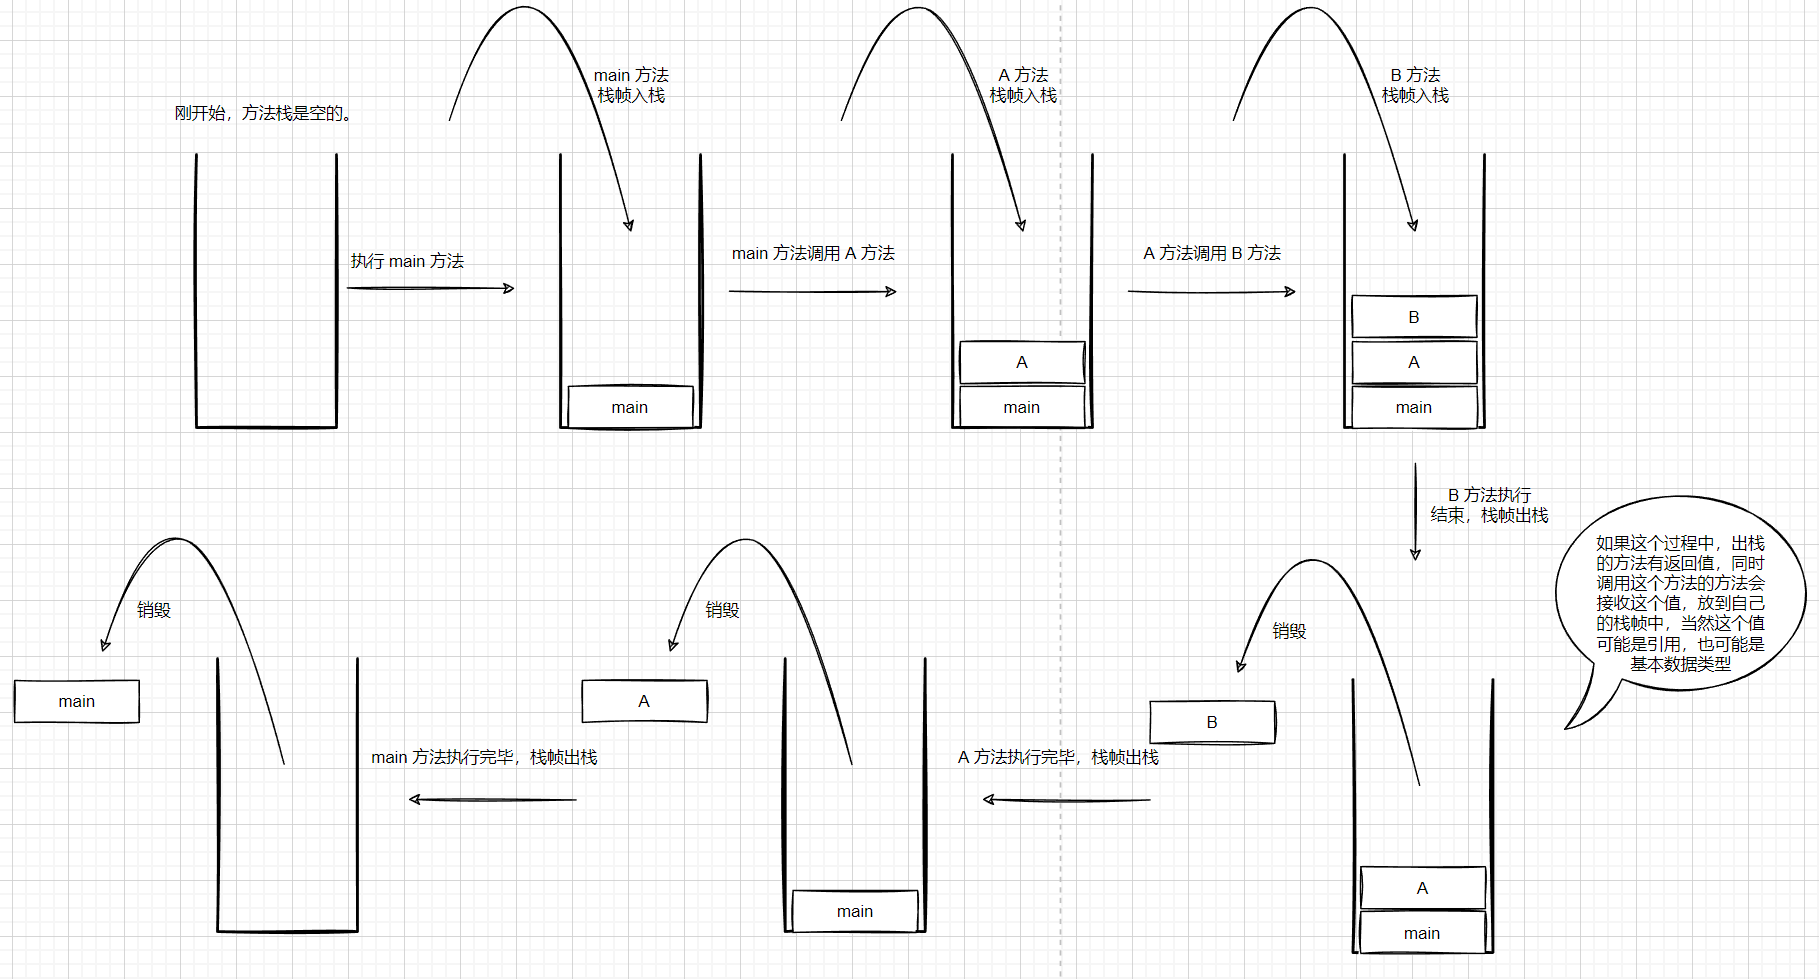 刚开始，方法栈是空的。
main 方法
栈帧入栈
A 方法
栈帧入栈
B 方法
栈帧入栈
执行 main 方法
main 方法调用 A 方法
A 方法调用 B 方法
main
A
main
B
A
main
B 方法执行
结束，栈帧出栈
如果这个过程中，出栈
的方法有返回值，同时
调用这个方法的方法会
接收这个值，放到自己
的栈帧中，当然这个值
可能是引用，也可能是
基本数据类型
销毁
B
A
main
A 方法执行完毕，栈帧出栈
销毁
A
main
main 方法执行完毕，栈帧出栈
销毁
main